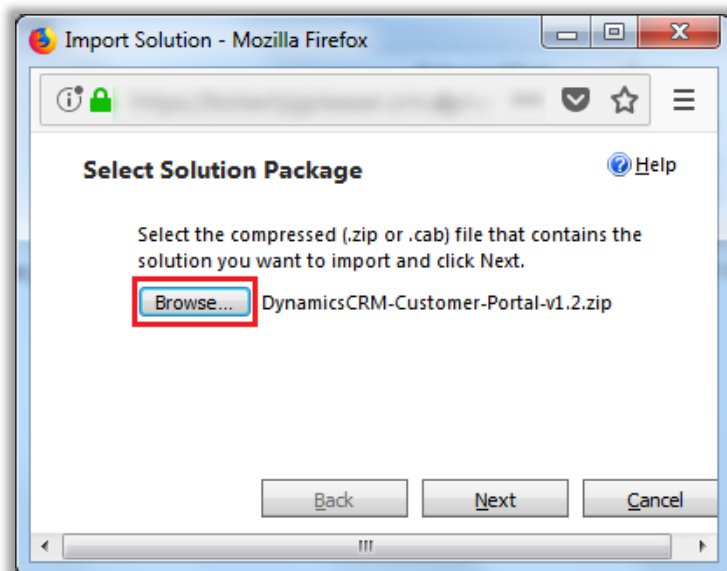 Import Solution - Mozilla Firefox
Select Solution Package
Help
Select the compressed (.zip or .cab) file that contains the
solution you want to import and click Next.
Browse... DynamicsCRM-Customer-Portal-v1.2.zip
Back Next Cancel